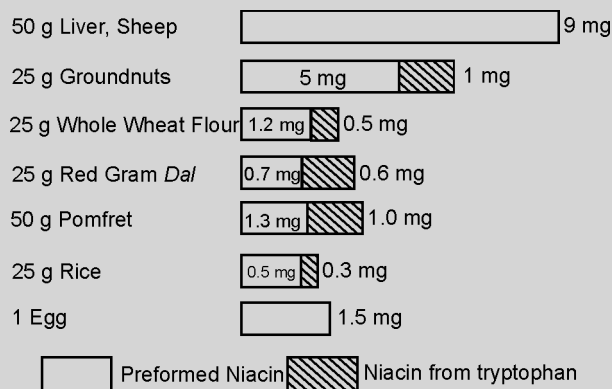 50 g Liver, Sheep 9 mg
25 g Groundnuts 5 mg 1 mg
25 g Whole Wheat Flour 1.2 mg 0.5 mg
25 g Red Gram Dal 0.7 mg 0.6 mg
50 g Pomfret 1.3 mg 1.0 mg
25 g Rice 0.5 mg 0.3 mg
1 Egg 1.5 mg
Preformed Niacin Niacin from tryptophan